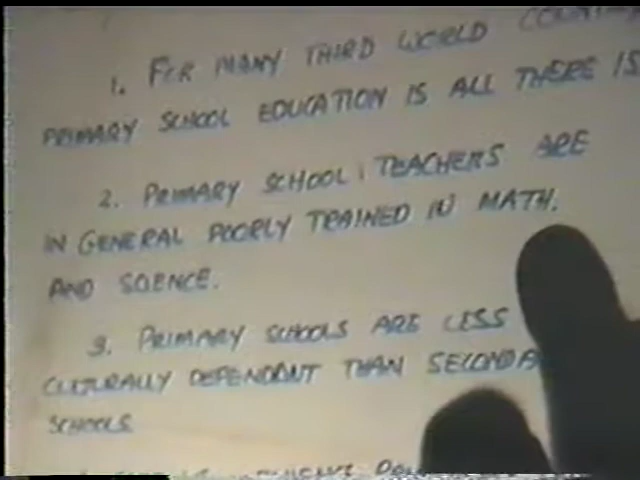 1. FOR MANY THIRD WORLD
PRIMARY SCHOOL EDUCATION IS ALL THERE IS
2. PRIMARY SCHOOL TEACHERS ARE
IN GENERAL POORLY TRAINED IN MATH.
AND SCIENCE.
3. PRIMARY SCHOOLS ARE LESS
CULTURALLY DEPENDANT THAN
SCHOOLS